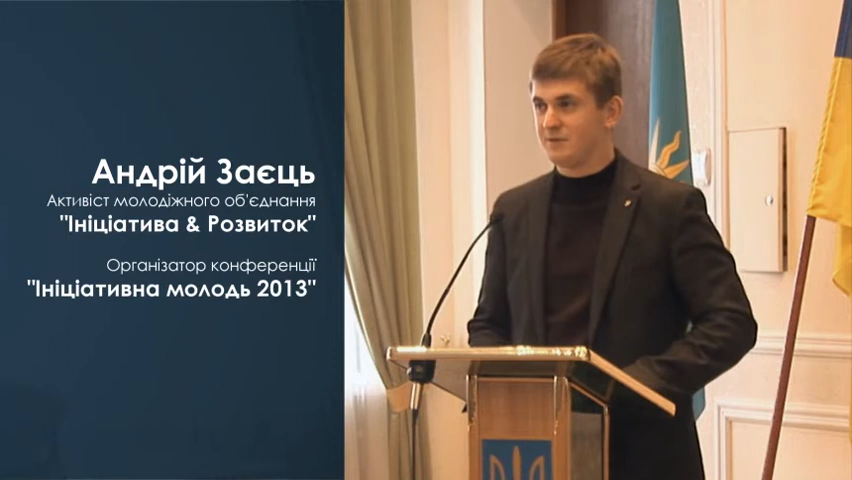 Андрій Заєць
Активіст молодіжного об'єднання
"Ініціатива & Розвиток"
Організатор конференції
"Ініціативна молодь 2013"